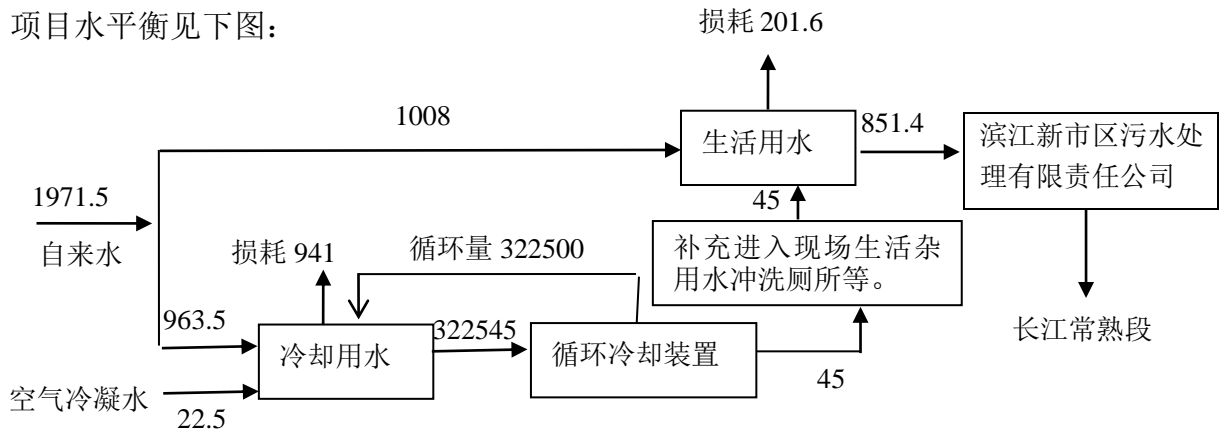 项目水平衡见下图：
损耗 201.6
1008
生活用水
851.4
滨江新市区污水处
理有限责任公司
1971.5
自来水
45
损耗 941
循环量 322500
补充进入现场生活杂
用水冲洗厕所等。
963.5
冷却用水
322545
循环冷却装置
45
长江常熟段
空气冷凝水
22.5